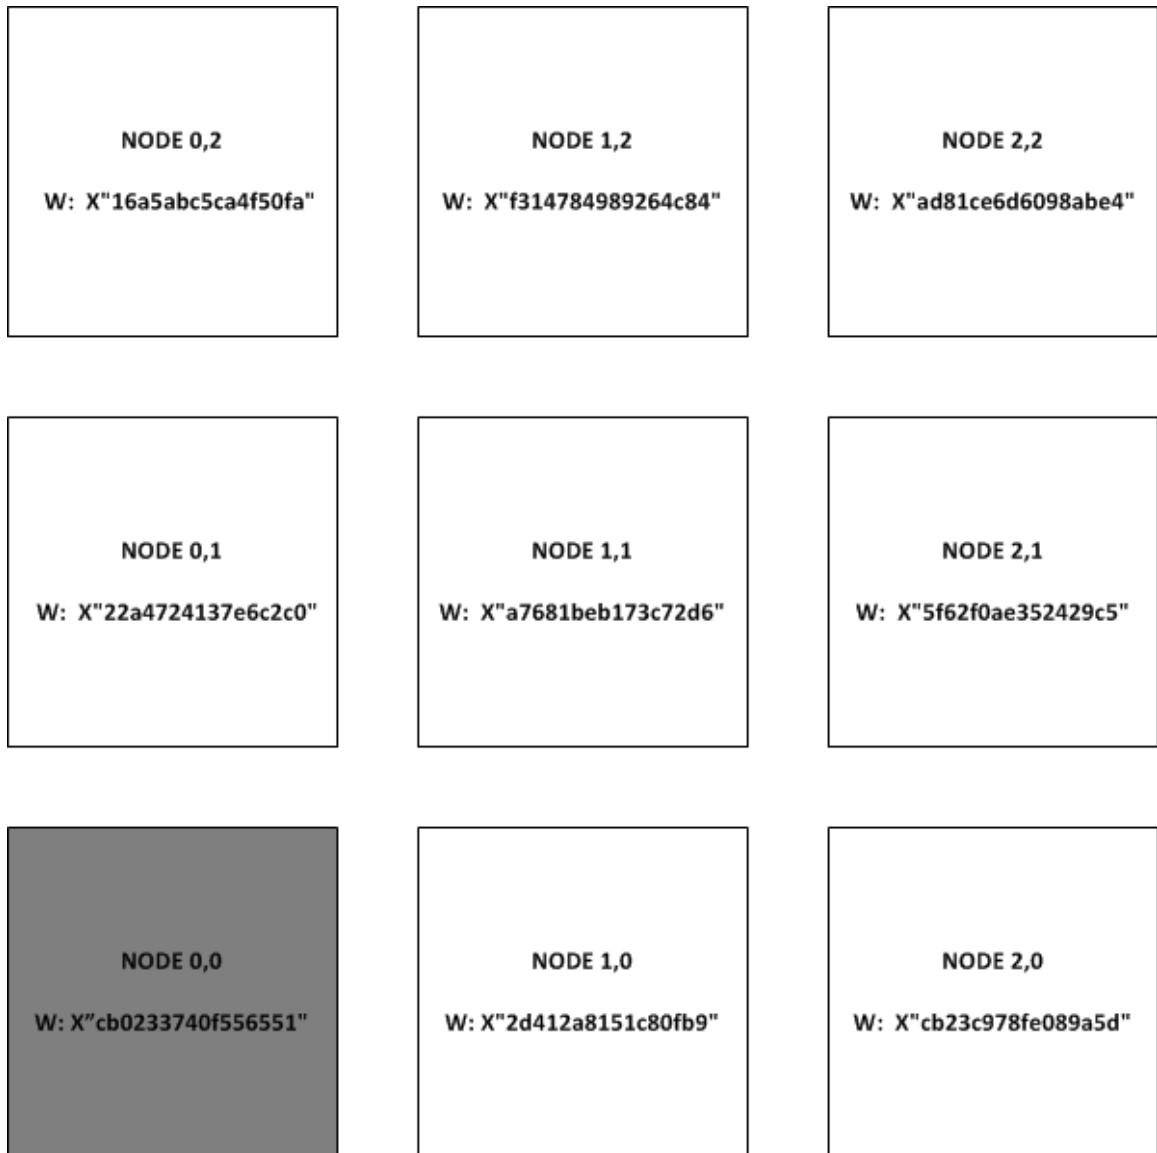 NODE 0,2
W:  X"16a5abc5ca4f50fa"
NODE 1,2
W:  X"f314784989264c84"
NODE 2,2
W:  X"ad81ce6d6098abe4"
NODE 0,1
W:  X"22a4724137e6c2c0"
NODE 1,1
W:  X"a7681beb173c72d6"
NODE 2,1
W:  X"5f62f0ae352429c5"
NODE 0,0
W: X”cb0233740f556551"
NODE 1,0
W: X"2d412a8151c80fb9"
NODE 2,0
W:  X"cb23c978fe089a5d"